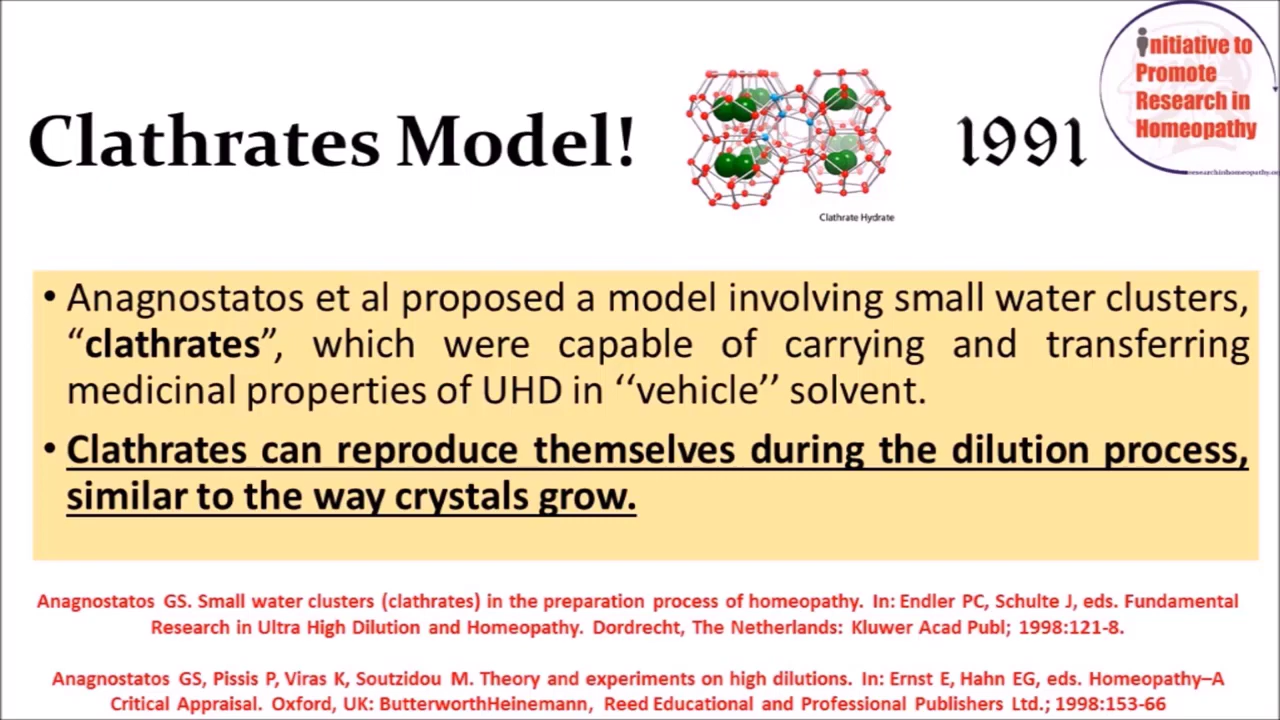 initiative to
Promote
Research in
Homeopathy
researchinhomeopathy.o
Clathrates Model!
1991
Clathrate Hydrate
• Anagnostatos et al proposed a model involving small water clusters,
“clathrates”, which were capable of carrying and transferring
medicinal properties of UHD in ‘‘vehicle’’ solvent.
• Clathrates can reproduce themselves during the dilution process,
similar to the way crystals grow.
Anagnostatos GS. Small water clusters (clathrates) in the preparation process of homeopathy. In: Endler PC, Schulte J, eds. Fundamental
Research in Ultra High Dilution and Homeopathy. Dordrecht, The Netherlands: Kluwer Acad Publ; 1998:121-8.
Anagnostatos GS, Pissis P, Viras K, Soutzidou M. Theory and experiments on high dilutions. In: Ernst E, Hahn EG, eds. Homeopathy–A
Critical Appraisal. Oxford, UK: ButterworthHeinemann, Reed Educational and Professional Publishers Ltd.; 1998:153-66